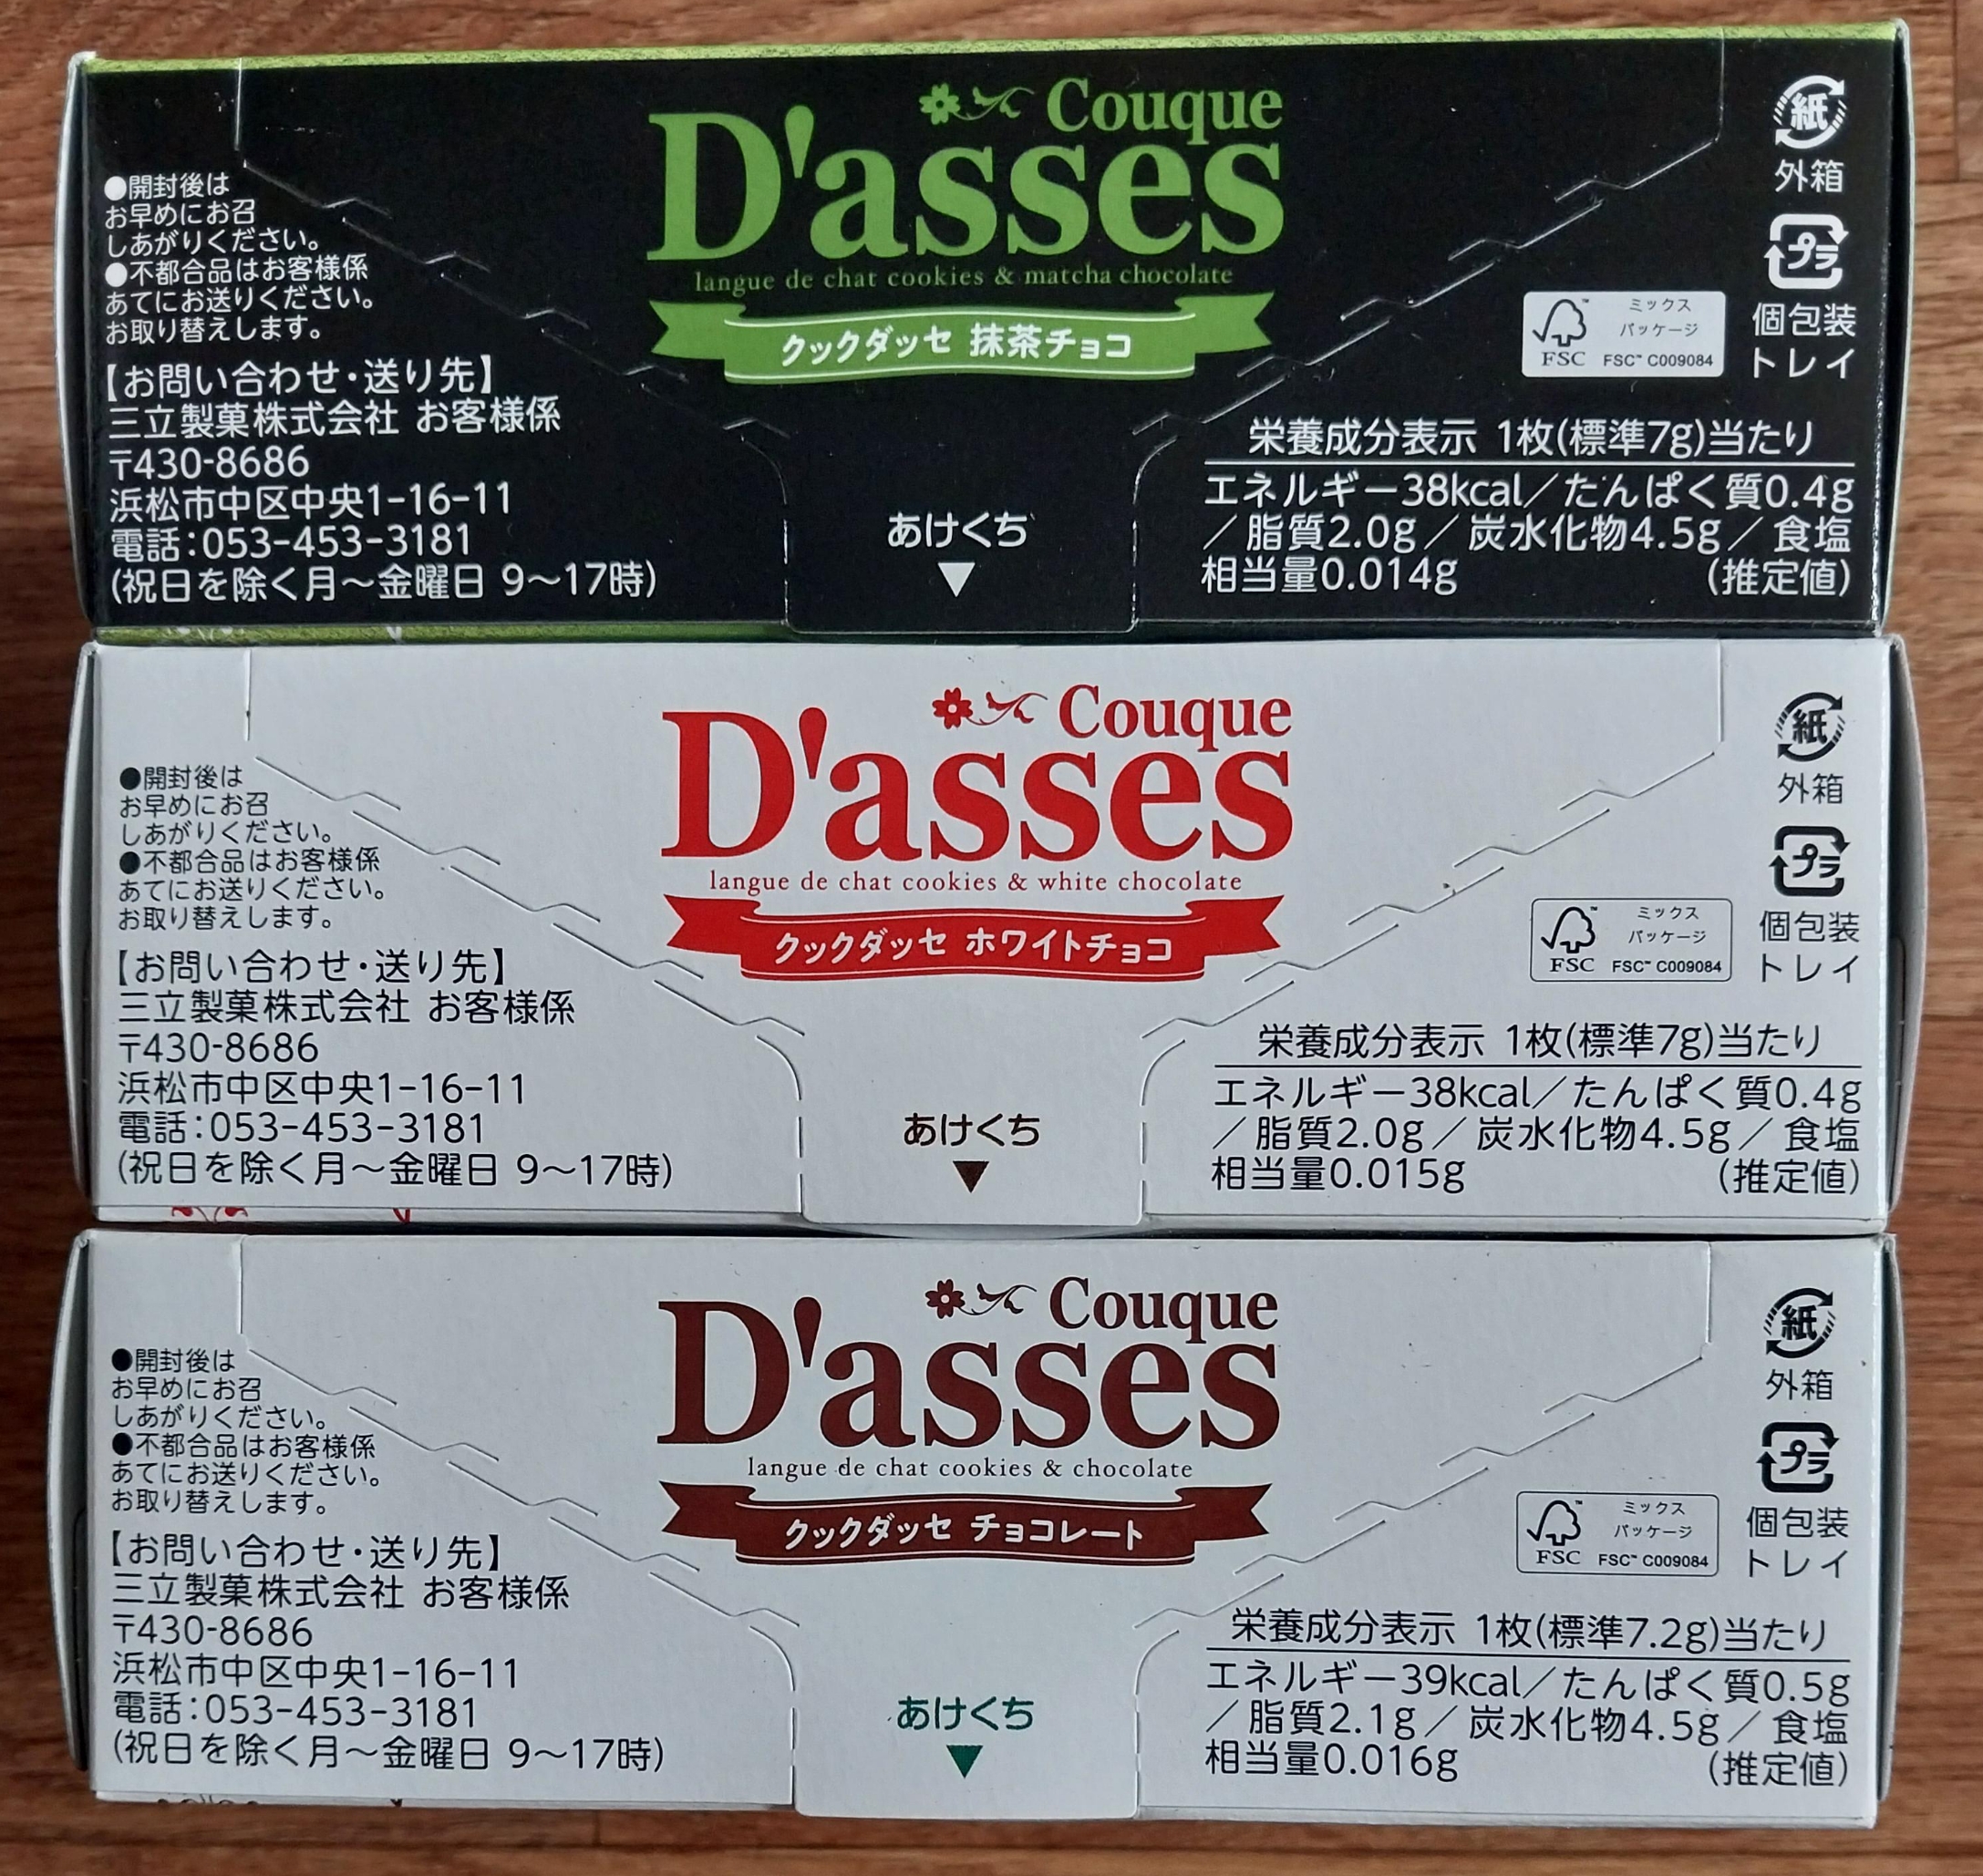 Couque
D'asses
langue de chat cookies & matcha chocolate
クックダッセ 抹茶チョコ
●開封後は
お早めにお召
しあがりください。
●不都合品はお客様係
あてにお送りください。
お取り替えします。
【お問い合わせ・送り先】
三立製菓株式会社 お客様係
〒430-8686
浜松市中区中央1-16-11
電話:053-453-3181
(祝日を除く月〜金曜日 9〜17時)
あけくち
▼
紙
外箱
プラ
個包装
トレイ
ミックス
パッケージ
FSC™
FSC™ C009084
栄養成分表示 1枚(標準7g)当たり
エネルギー38kcal/たんぱく質0.4g
/脂質2.0g/炭水化物4.5g/食塩
相当量0.014g (推定値)
Couque
D'asses
langue de chat cookies & white chocolate
クックダッセ ホワイトチョコ
●開封後は
お早めにお召
しあがりください。
●不都合品はお客様係
あてにお送りください。
お取り替えします。
【お問い合わせ・送り先】
三立製菓株式会社 お客様係
〒430-8686
浜松市中区中央1-16-11
電話:053-453-3181
(祝日を除く月〜金曜日 9〜17時)
あけくち
▼
紙
外箱
プラ
個包装
トレイ
ミックス
パッケージ
FSC™
FSC™ C009084
栄養成分表示 1枚(標準7g)当たり
エネルギー38kcal/たんぱく質0.4g
/脂質2.0g/炭水化物4.5g/食塩
相当量0.015g (推定値)
Couque
D'asses
langue de chat cookies & chocolate
クックダッセ チョコレート
●開封後は
お早めにお召
しあがりください。
●不都合品はお客様係
あてにお送りください。
お取り替えします。
【お問い合わせ・送り先】
三立製菓株式会社 お客様係
〒430-8686
浜松市中区中央1-16-11
電話:053-453-3181
(祝日を除く月〜金曜日 9〜17時)
あけくち
▼
紙
外箱
プラ
個包装
トレイ
ミックス
パッケージ
FSC™
FSC™ C009084
栄養成分表示 1枚(標準7.2g)当たり
エネルギー39kcal/たんぱく質0.5g
/脂質2.1g/炭水化物4.5g/食塩
相当量0.016g (推定値)